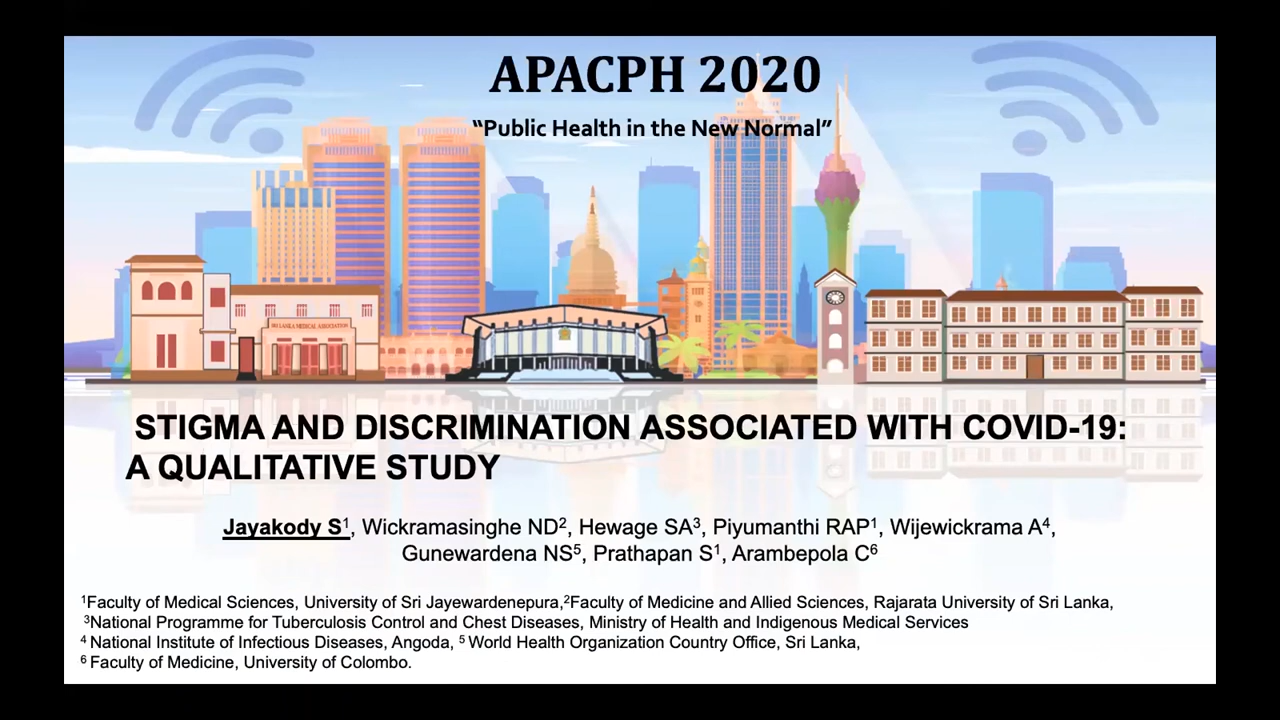 APACPH 2020
“Public Health in the New Normal”
SRI LANKA MEDICAL ASSOCIATION
STIGMA AND DISCRIMINATION ASSOCIATED WITH COVID-19:
A QUALITATIVE STUDY
Jayakody S¹, Wickramasinghe ND², Hewage SA³, Piyumanthi RAP¹, Wijewickrama A⁴,
Gunewardena NS⁵, Prathapan S¹, Arambepola C⁶
¹Faculty of Medical Sciences, University of Sri Jayewardenepura,²Faculty of Medicine and Allied Sciences, Rajarata University of Sri Lanka,
³National Programme for Tuberculosis Control and Chest Diseases, Ministry of Health and Indigenous Medical Services
⁴ National Institute of Infectious Diseases, Angoda, ⁵ World Health Organization Country Office, Sri Lanka,
⁶ Faculty of Medicine, University of Colombo.